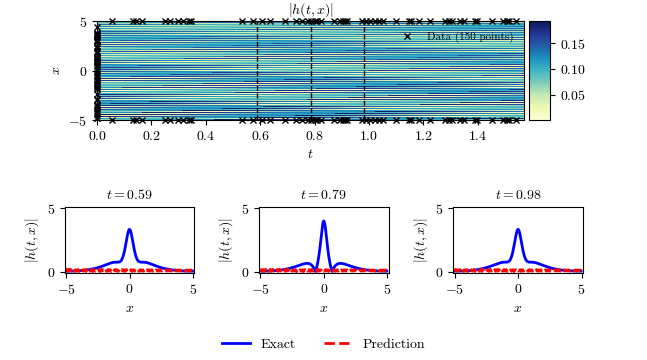 |h(t, x)|
5
0
−5
x
Data (150 points)
0.15
0.10
0.05
0.0 0.2 0.4 0.6 0.8 1.0 1.2 1.4
t
t = 0.59 t = 0.79 t = 0.98
|h(t, x)| |h(t, x)| |h(t, x)|
5 5 5
0 0 0
−5 0 5 −5 0 5 −5 0 5
x x x
Exact Prediction